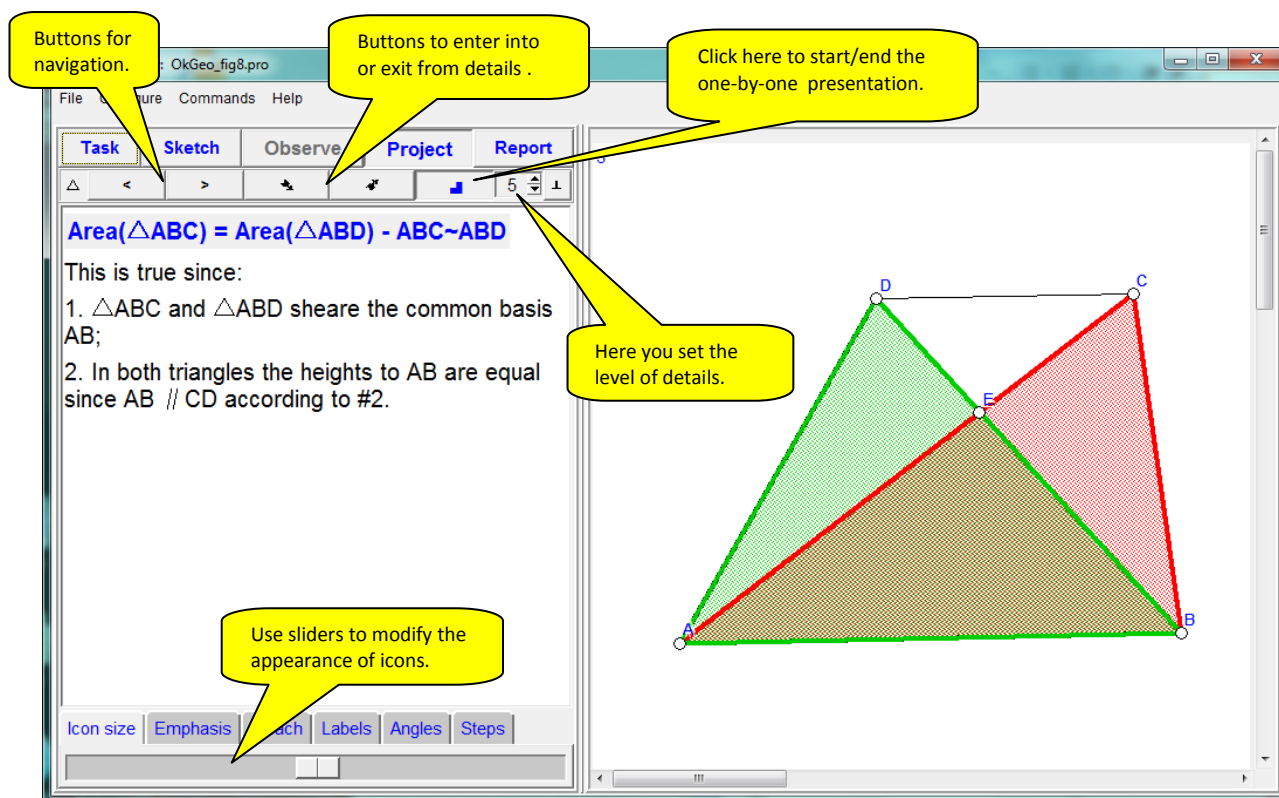 Buttons for
navigation.
Buttons to enter into
or exit from details .
Click here to start/end the
one-by-one presentation.
: OkGeo_fig8.pro
File ure Commands Help
Task Sketch Observe Project Report
< > 5
Area(△ABC) = Area(△ABD) - ABC~ABD
This is true since:
1. △ABC and △ABD sheare the common basis
AB;
2. In both triangles the heights to AB are equal
since AB // CD according to #2.
Here you set the
level of details.
D
C
E
A
B
Use sliders to modify the
appearance of icons.
Icon size Emphasis Labels Angles Steps